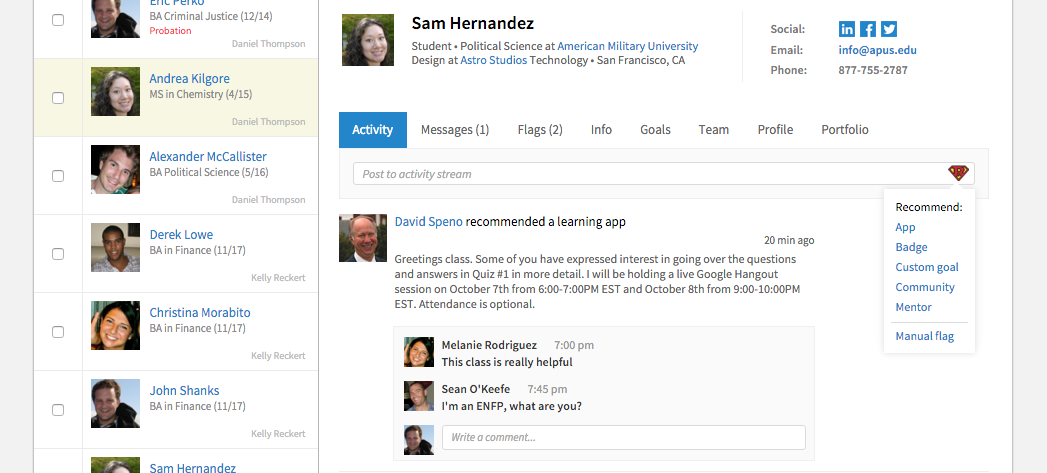 Eric Perko
BA Criminal Justice (12/14)
Probation
Daniel Thompson
Andrea Kilgore
MS in Chemistry (4/15)
Daniel Thompson
Alexander McCallister
BA Political Science (5/16)
Daniel Thompson
Derek Lowe
BA in Finance (11/17)
Kelly Reckert
Christina Morabito
BA in Finance (11/17)
Kelly Reckert
John Shanks
BA in Finance (11/17)
Kelly Reckert
Sam Hernandez
Sam Hernandez
Student • Political Science at American Military University
Design at Astro Studios Technology • San Francisco, CA
Social:
Email: info@apus.edu
Phone: 877-755-2787
Activity Messages (1) Flags (2) Info Goals Team Profile Portfolio
Post to activity stream
Recommend:
App
Badge
Custom goal
Community
Mentor
Manual flag
David Speno recommended a learning app
20 min ago
Greetings class. Some of you have expressed interest in going over the questions
and answers in Quiz #1 in more detail. I will be holding a live Google Hangout
session on October 7th from 6:00-7:00PM EST and October 8th from 9:00-10:00PM
EST. Attendance is optional.
Melanie Rodriguez 7:00 pm
This class is really helpful
Sean O'Keefe 7:45 pm
I'm an ENFP, what are you?
Write a comment...